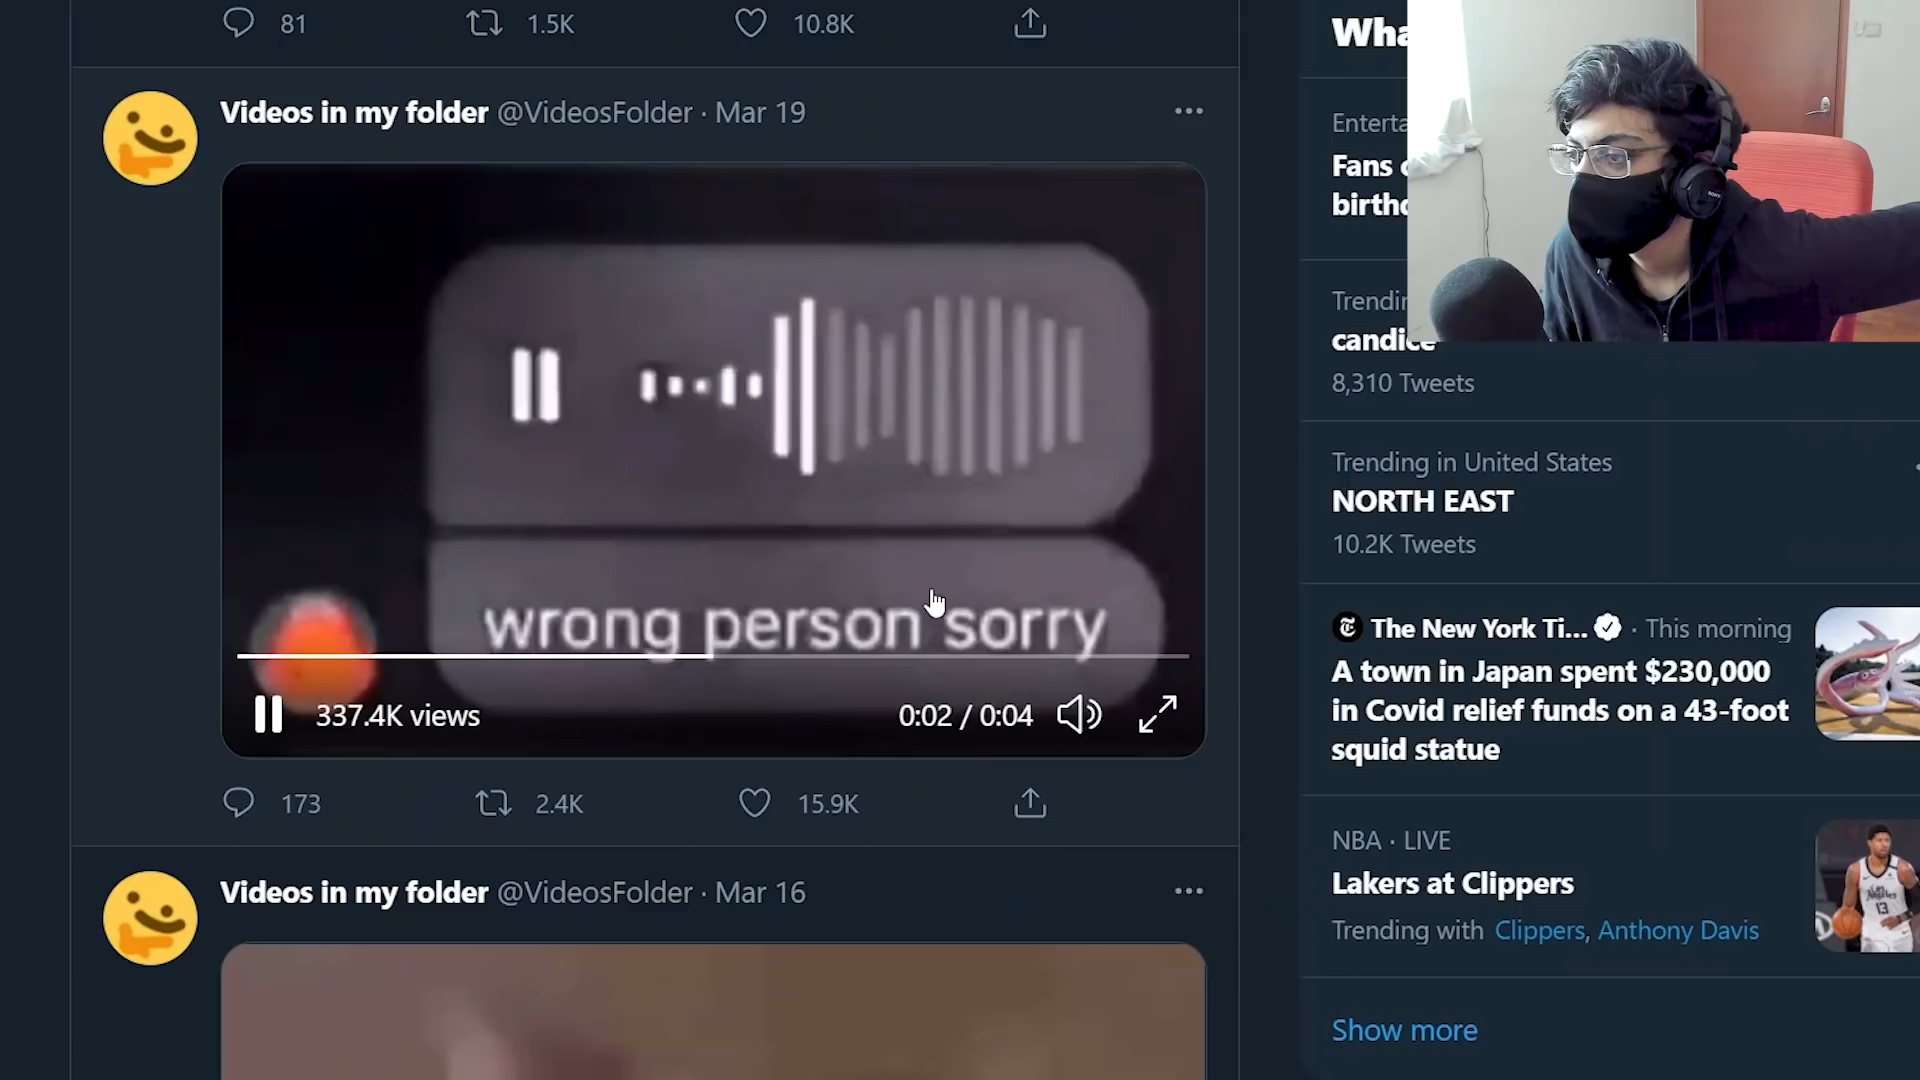 81 1.5K 10.8K
Videos in my folder @VideosFolder · Mar 19
wrong person sorry
337.4K views 0:02 / 0:04
173 2.4K 15.9K
Videos in my folder @VideosFolder · Mar 16
Wha
Enterta
Fans
birth
Trendin
candice
8,310 Tweets
Trending in United States
NORTH EAST
10.2K Tweets
The New York Ti... · This morning
A town in Japan spent $230,000
in Covid relief funds on a 43-foot
squid statue
NBA · LIVE
Lakers at Clippers
Trending with Clippers, Anthony Davis
Show more